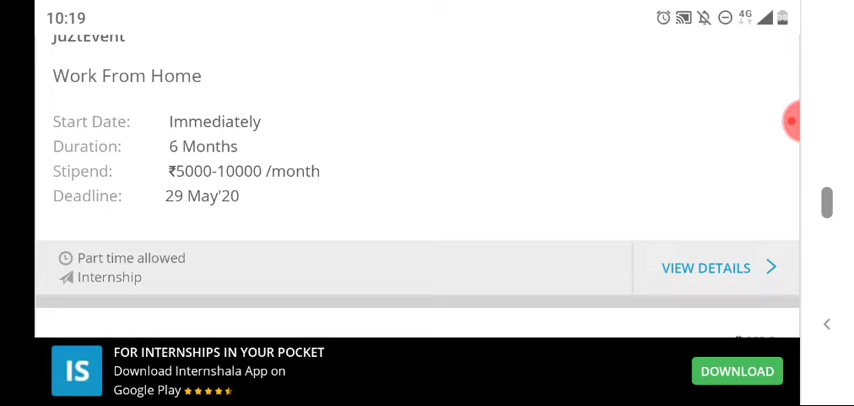 10:19
4G
JuztEvent
Work From Home
Start Date: Immediately
Duration: 6 Months
Stipend: ₹5000-10000 /month
Deadline: 29 May'20
Part time allowed
Internship
VIEW DETAILS
IS
FOR INTERNSHIPS IN YOUR POCKET
Download Internshala App on
Google Play
DOWNLOAD